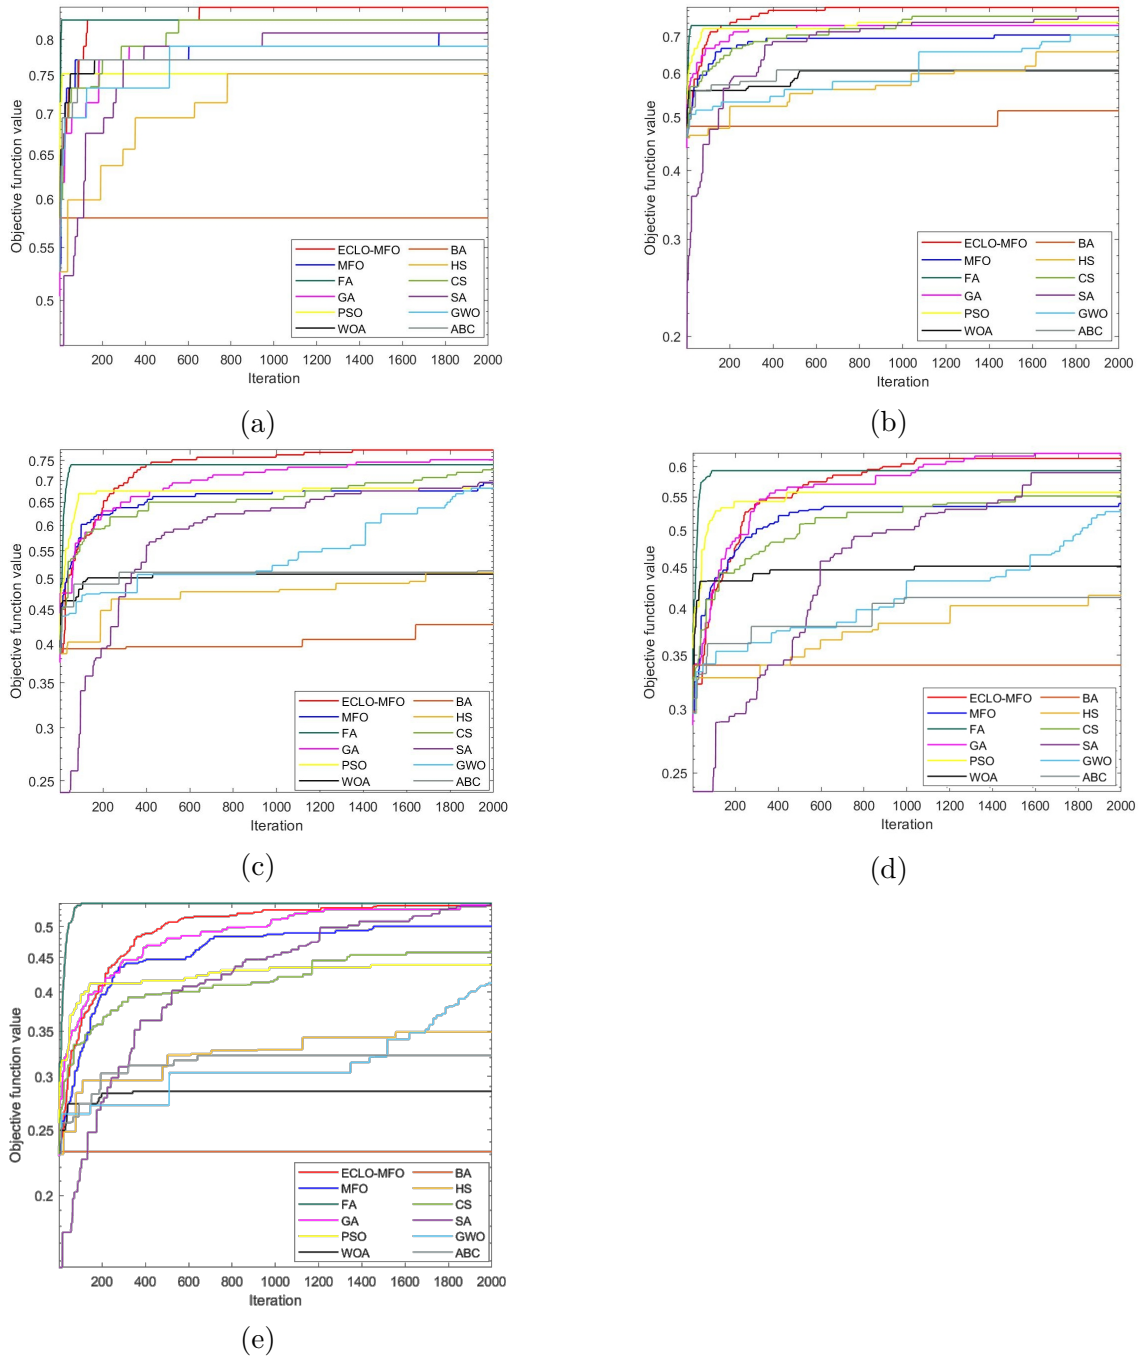 Objective function value
0.8
0.75
0.7
0.65
0.6
0.55
0.5
200 400 600 800 1000 1200 1400 1600 1800 2000
Iteration
ECLO-MFO BA
MFO HS
FA CS
GA SA
PSO GWO
WOA ABC
(a)
Objective function value
0.7
0.6
0.5
0.4
0.3
0.2
200 400 600 800 1000 1200 1400 1600 1800 2000
Iteration
ECLO-MFO BA
MFO HS
FA CS
GA SA
PSO GWO
WOA ABC
(b)
Objective function value
0.75
0.7
0.65
0.6
0.55
0.5
0.45
0.4
0.35
0.3
0.25
200 400 600 800 1000 1200 1400 1600 1800 2000
Iteration
ECLO-MFO BA
MFO HS
FA CS
GA SA
PSO GWO
WOA ABC
(c)
Objective function value
0.6
0.55
0.5
0.45
0.4
0.35
0.3
0.25
200 400 600 800 1000 1200 1400 1600 1800 2000
Iteration
ECLO-MFO BA
MFO HS
FA CS
GA SA
PSO GWO
WOA ABC
(d)
Objective function value
0.5
0.45
0.4
0.35
0.3
0.25
0.2
200 400 600 800 1000 1200 1400 1600 1800 2000
Iteration
ECLO-MFO BA
MFO HS
FA CS
GA SA
PSO GWO
WOA ABC
(e)